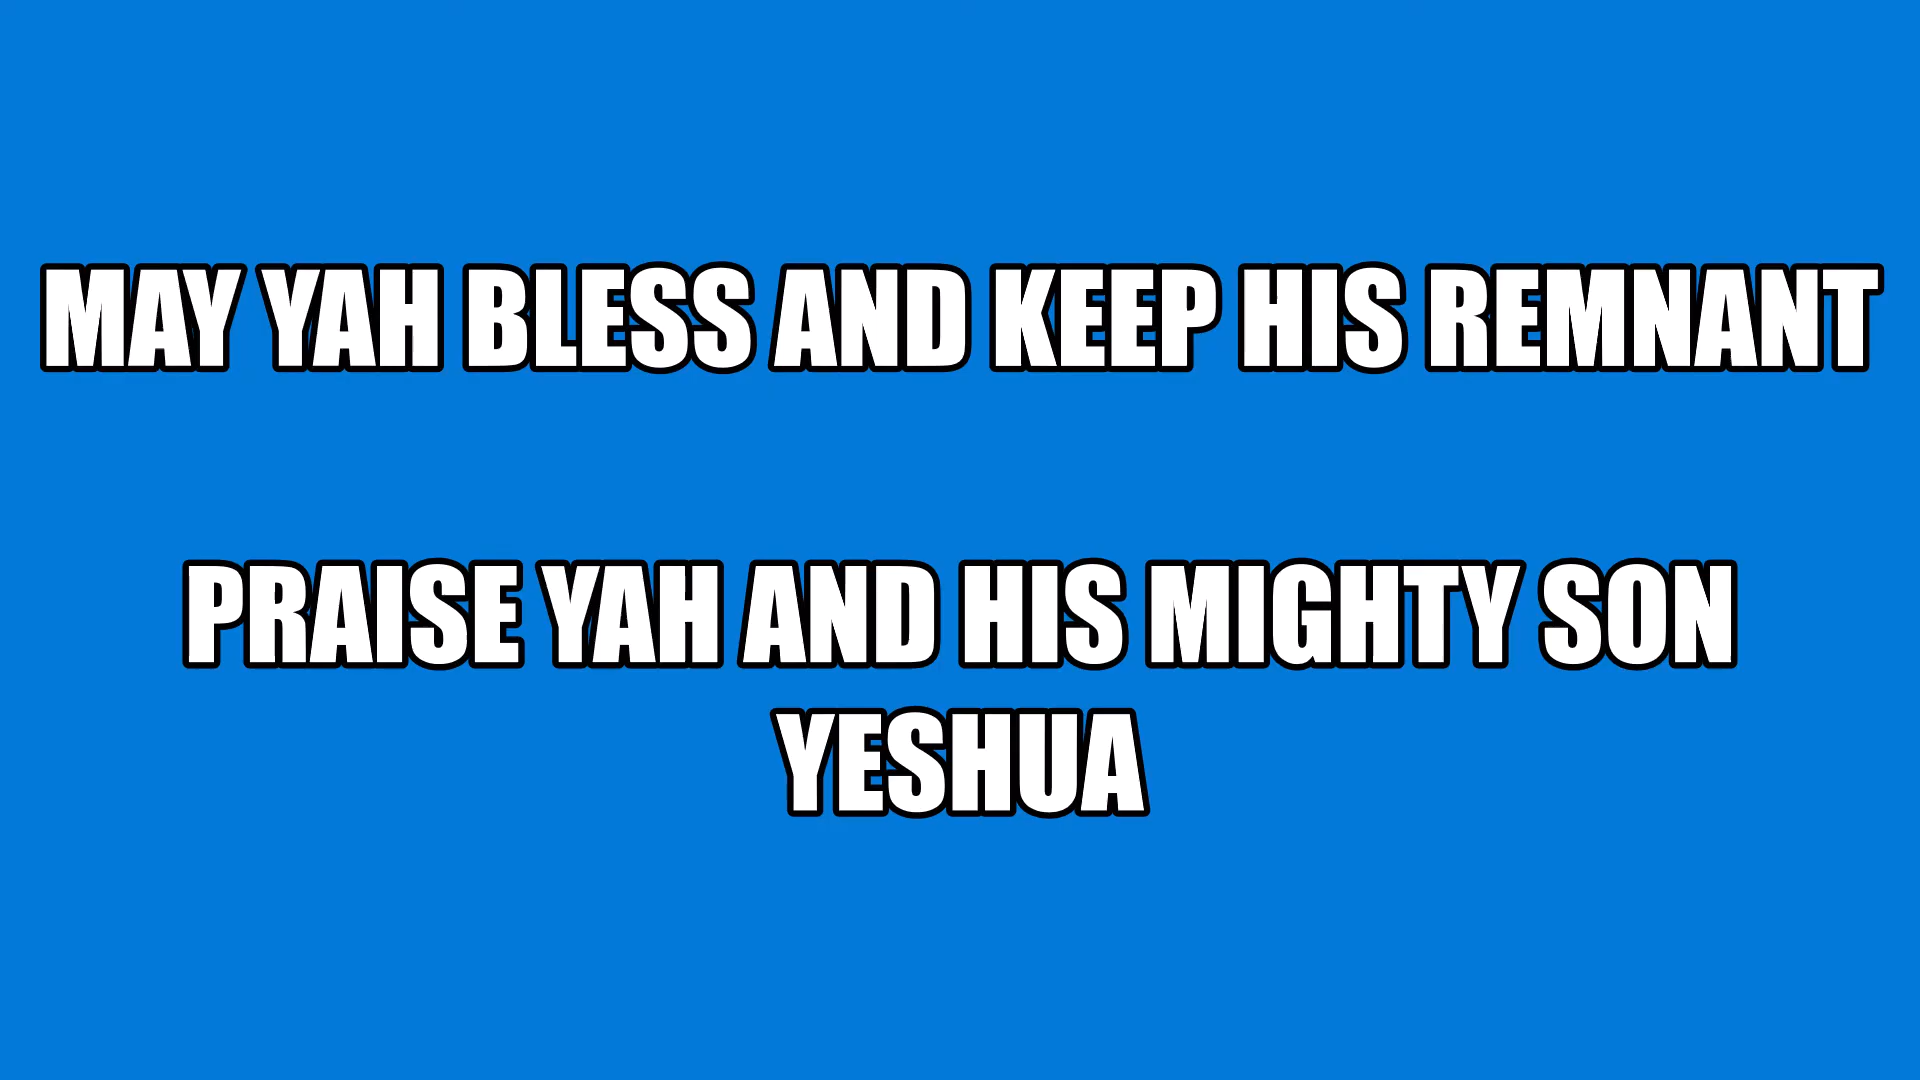 MAY YAH BLESS AND KEEP HIS REMNANT
PRAISE YAH AND HIS MIGHTY SON
YESHUA